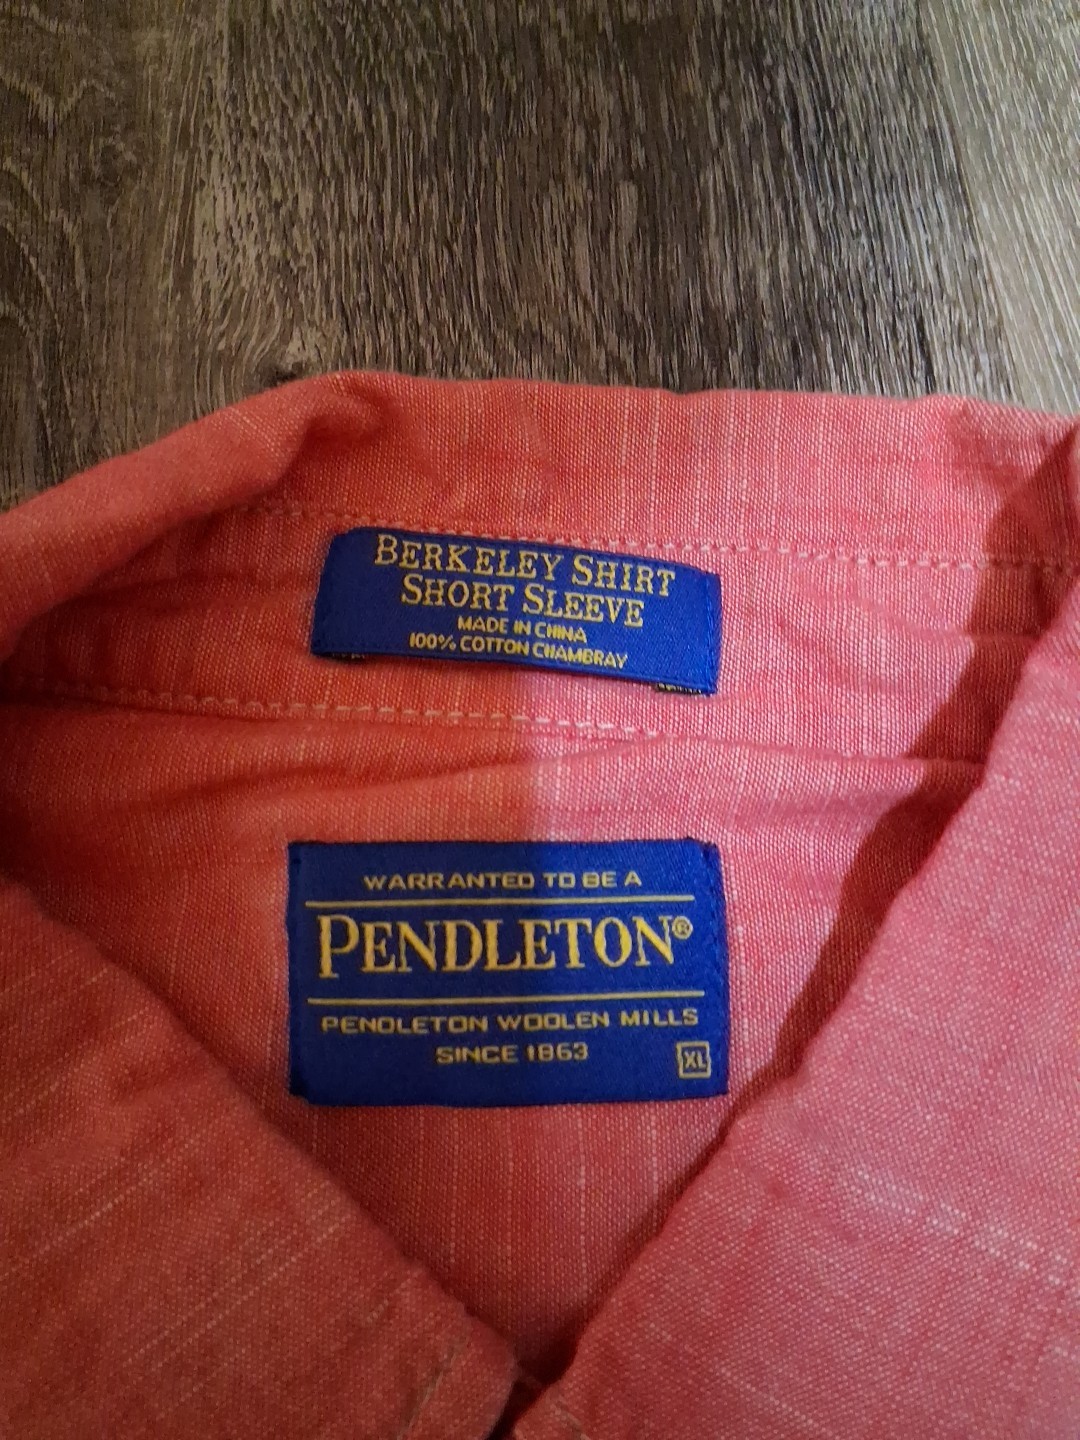 BERKELEY SHIRT
SHORT SLEEVE
MADE IN CHINA
100% COTTON CHAMBRAY
WARRANTED TO BE A
PENDLETON®
PENDLETON WOOLEN MILLS
SINCE 1863
XL